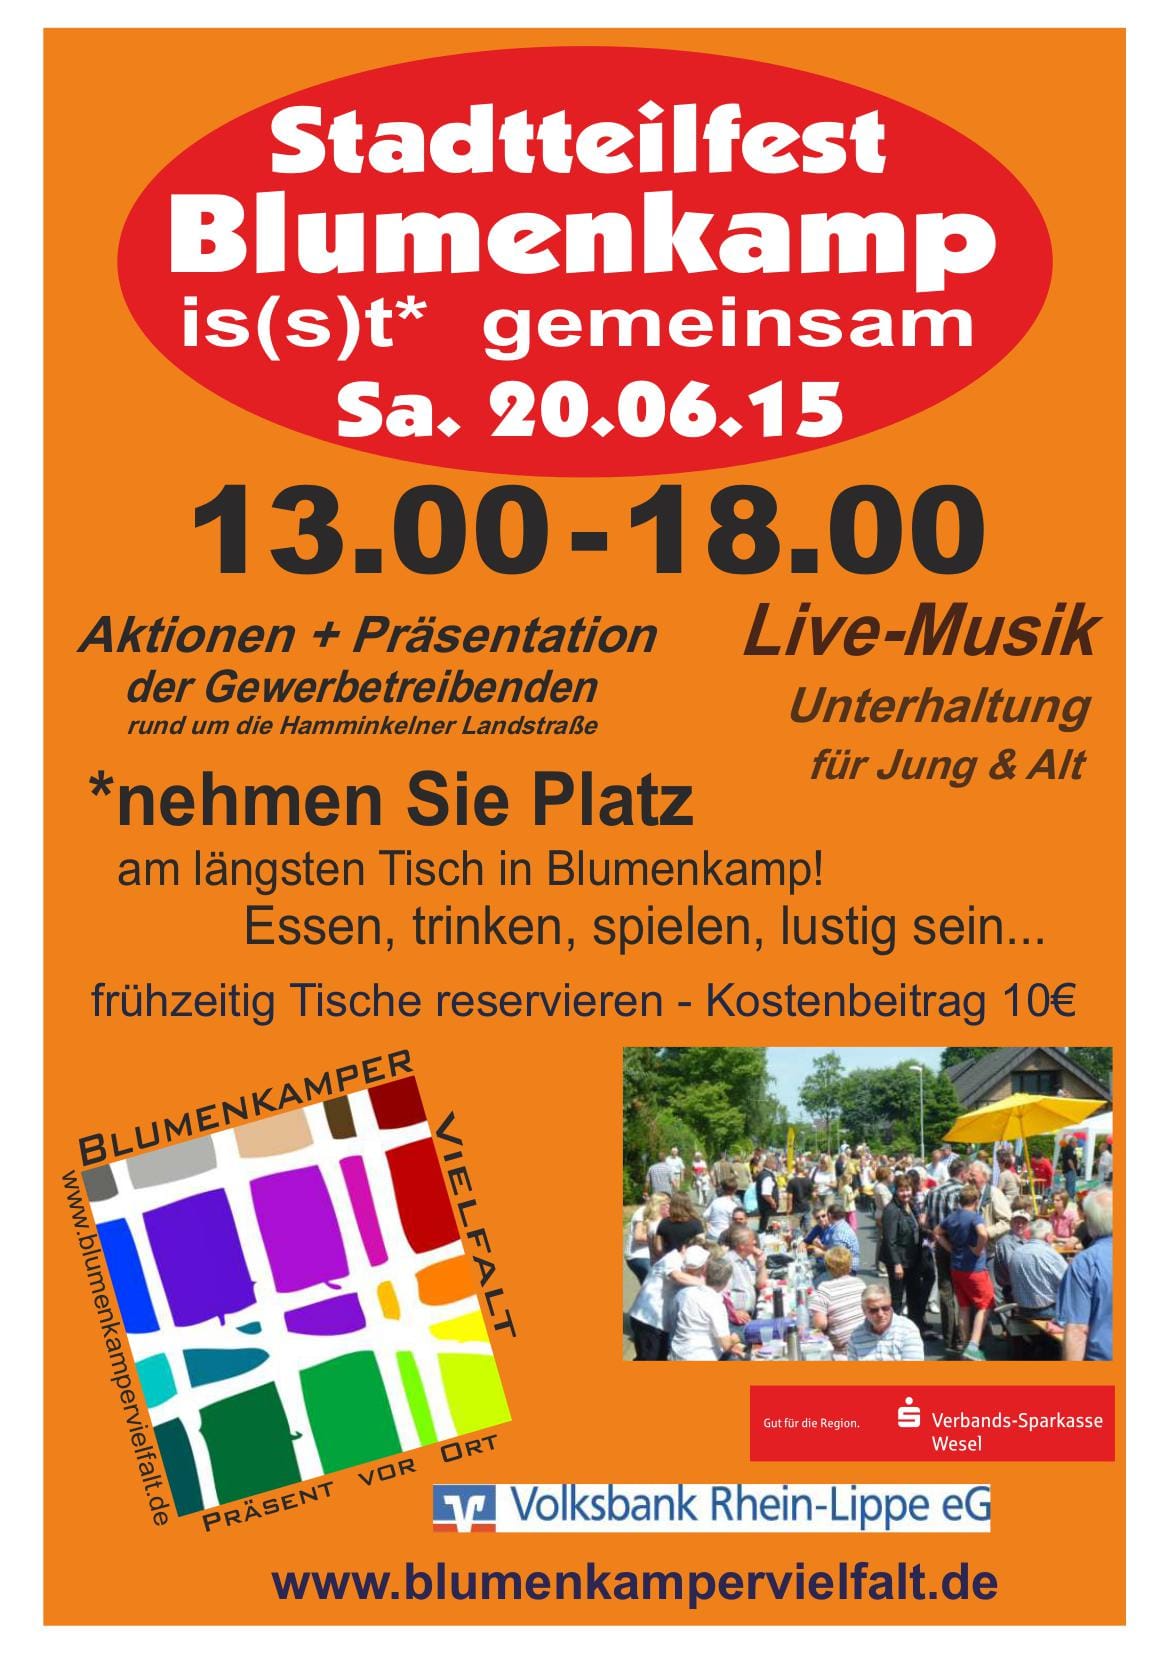 Stadtteilfest
Blumenkamp
is(s)t* gemeinsam
Sa. 20.06.15
13.00 - 18.00
Aktionen + Präsentation
der Gewerbetreibenden
rund um die Hamminkelner Landstraße
Live-Musik
Unterhaltung
für Jung & Alt
*nehmen Sie Platz
am längsten Tisch in Blumenkamp!
Essen, trinken, spielen, lustig sein...
frühzeitig Tische reservieren - Kostenbeitrag 10€
BLUMENKAMPER
VIELFALT
www.blumenkampervielfalt.de
PRÄSENT VOR ORT
Gut für die Region.
Verbands-Sparkasse
Wesel
Volksbank Rhein-Lippe eG
www.blumenkampervielfalt.de